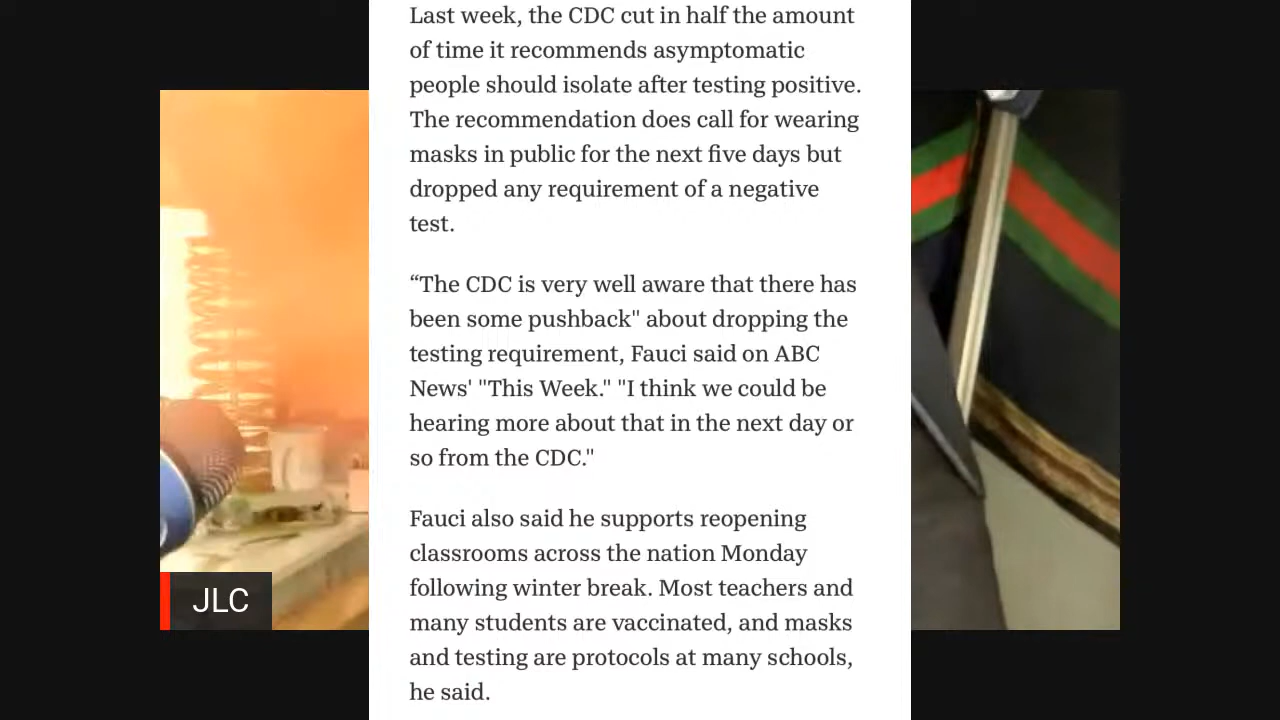 Last week, the CDC cut in half the amount
of time it recommends asymptomatic
people should isolate after testing positive.
The recommendation does call for wearing
masks in public for the next five days but
dropped any requirement of a negative
test.
“The CDC is very well aware that there has
been some pushback" about dropping the
testing requirement, Fauci said on ABC
News' "This Week." "I think we could be
hearing more about that in the next day or
so from the CDC."
Fauci also said he supports reopening
classrooms across the nation Monday
following winter break. Most teachers and
many students are vaccinated, and masks
and testing are protocols at many schools,
he said.
JLC